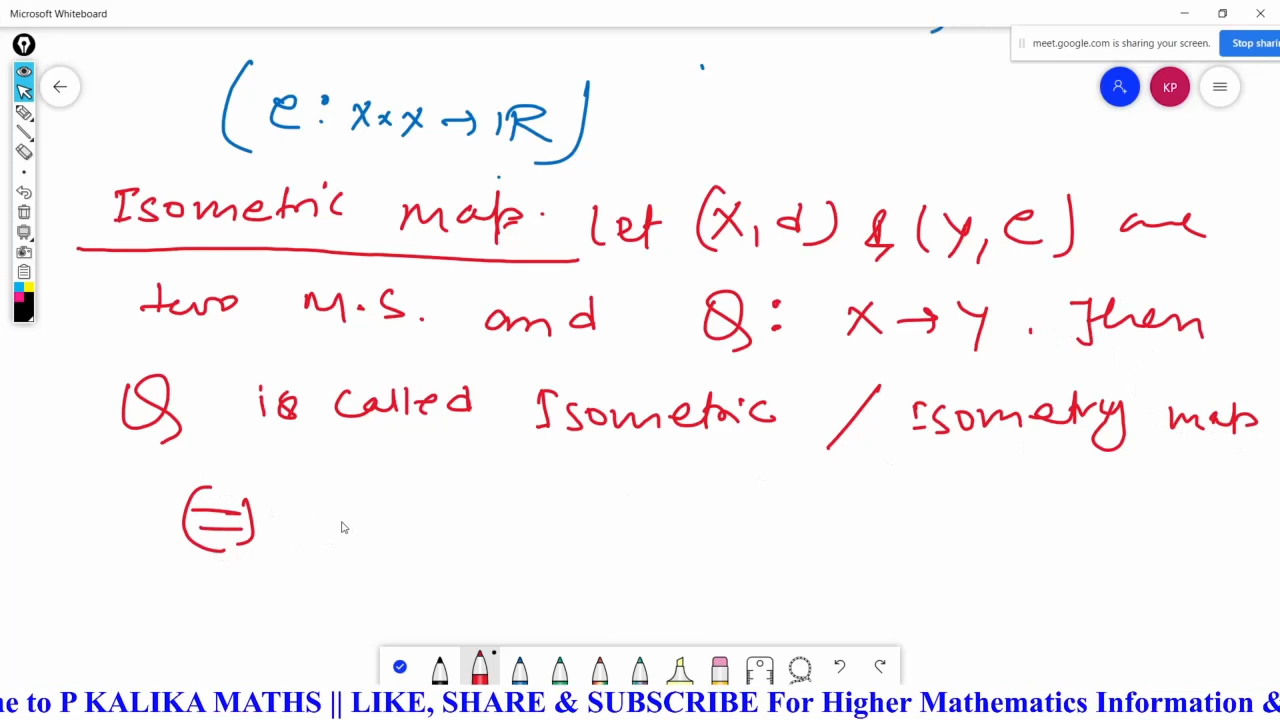 Microsoft Whiteboard
meet.google.com is sharing your screen. Stop shari
KP
(e : X × X → ℝ)
Isometric map. let (X, d) & (Y, e) are
two M.S. and Q : X → Y. Then
Q is called Isometric / Isometry map
⇔
ne to P KALIKA MATHS || LIKE, SHARE & SUBSCRIBE For Higher Mathematics Information &